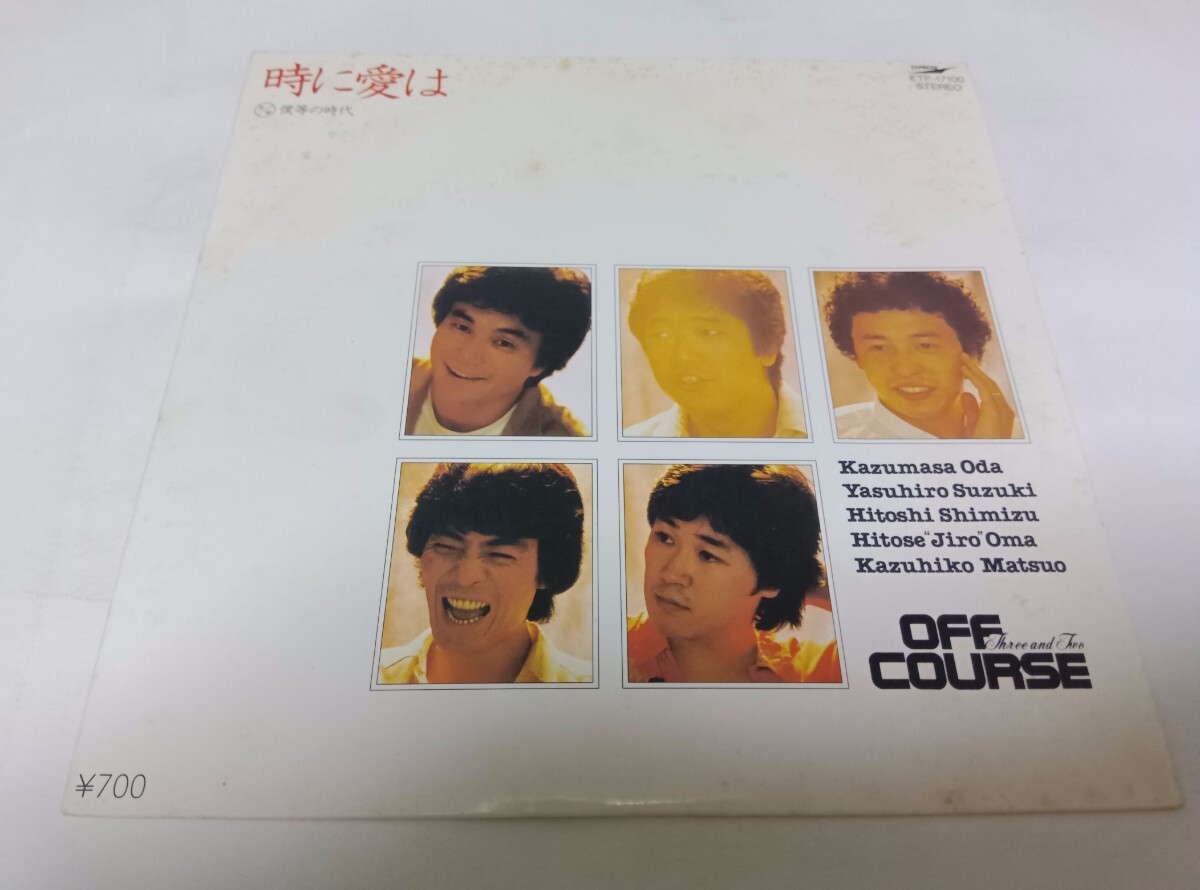 時に愛は
僕等の時代
EXPRESS
ETP-17100
STEREO
Kazumasa Oda
Yasuhiro Suzuki
Hitoshi Shimizu
Hitose "Jiro" Oma
Kazuhiko Matsuo
OFF
Three and Two
COURSE
¥700